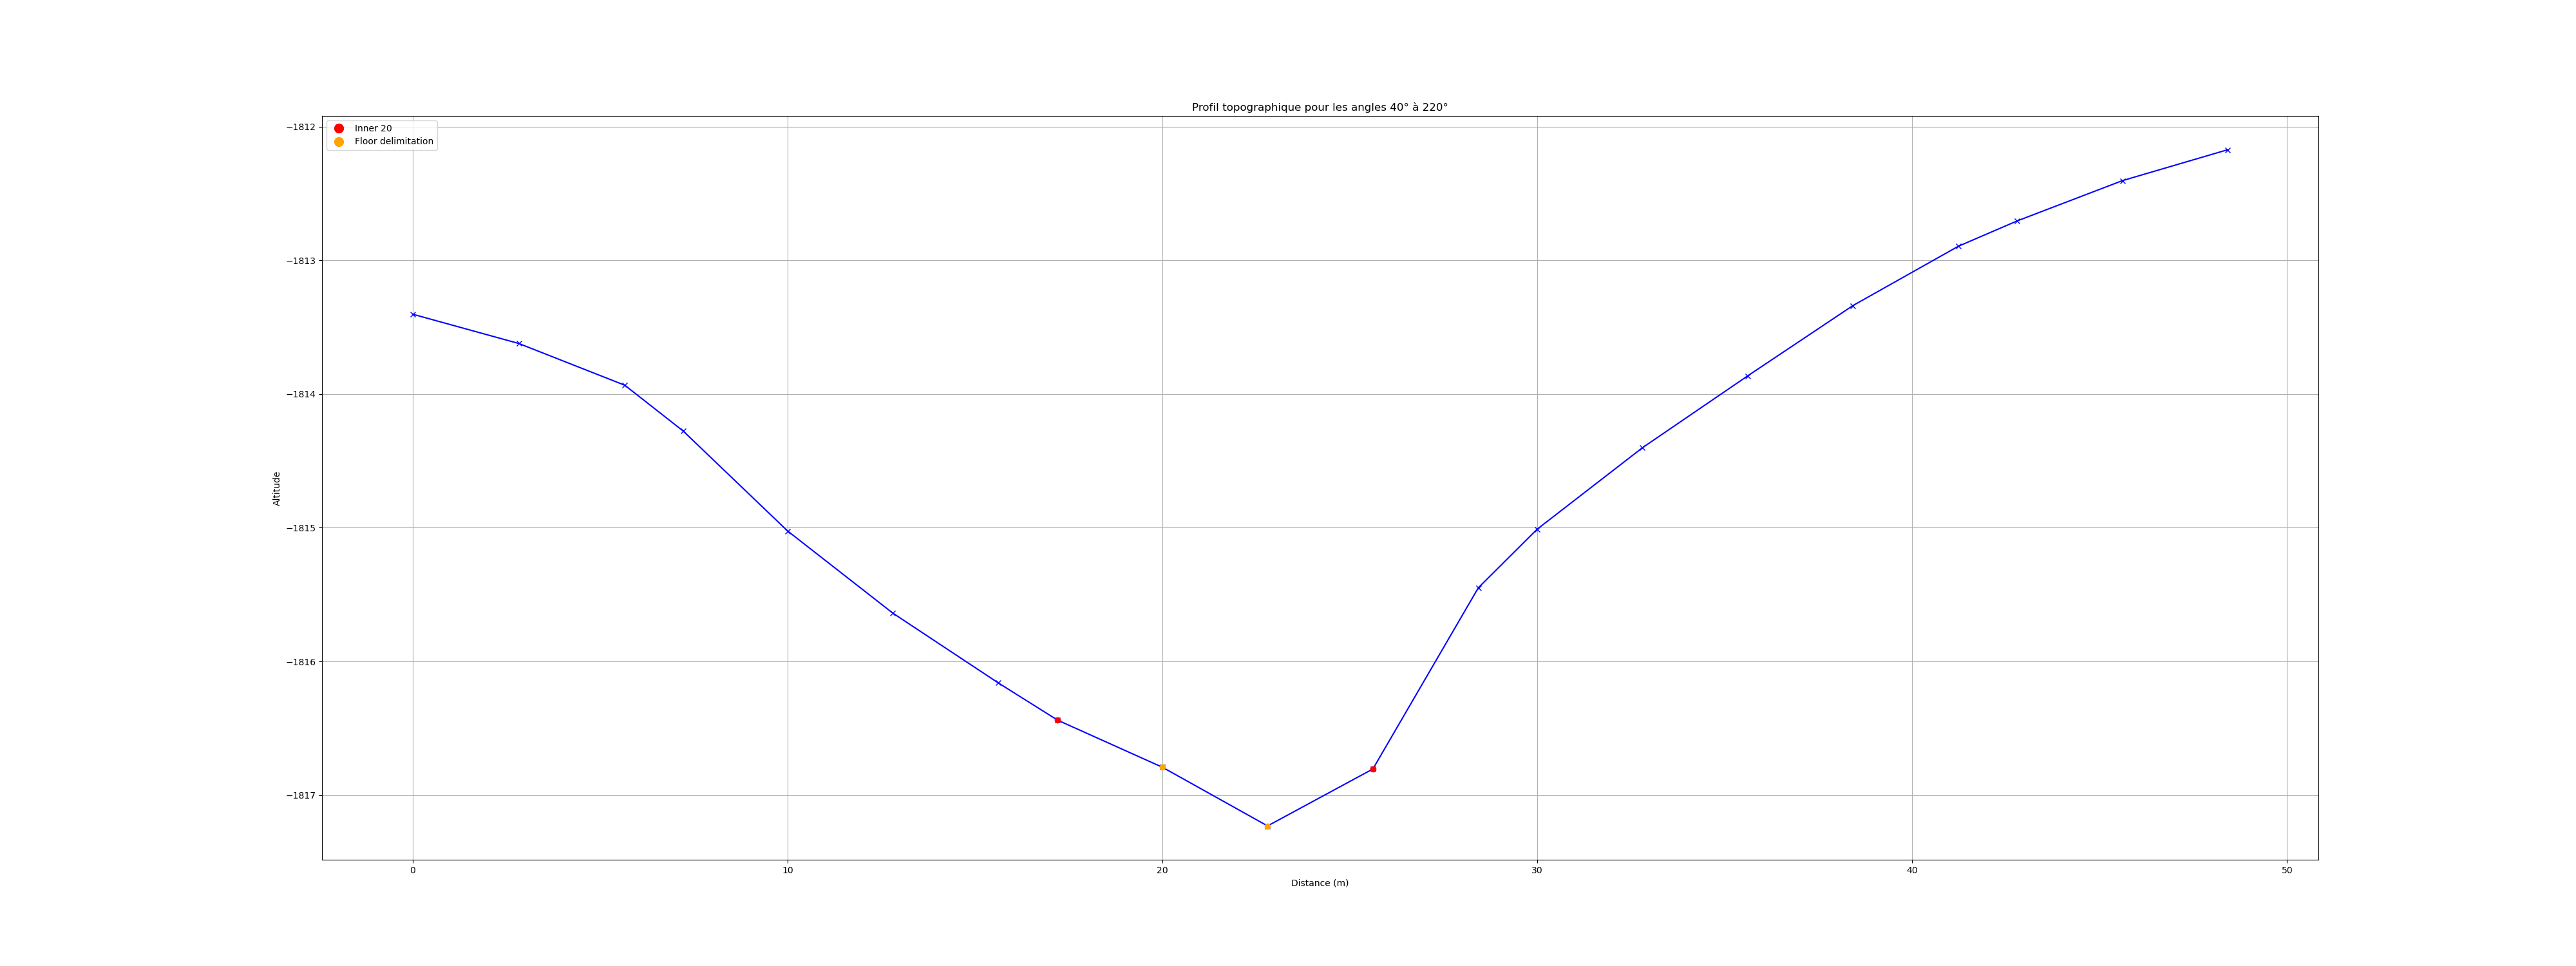 Profil topographique pour les angles 40° à 220°
Inner 20
Floor delimitation
−1812
−1813
−1814
−1815
−1816
−1817
Altitude
0 10 20 30 40 50
Distance (m)